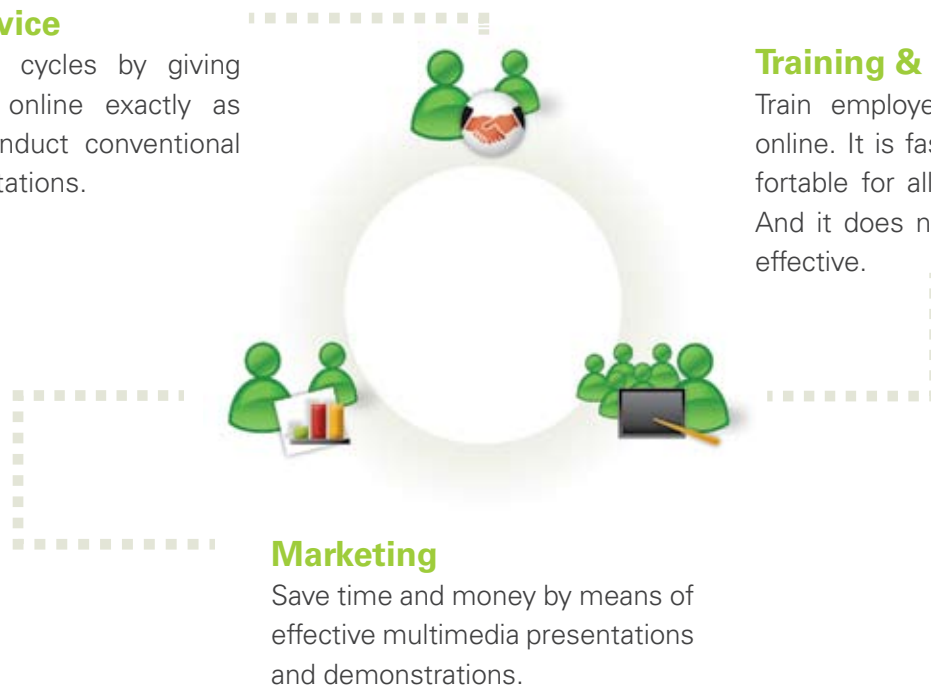 vice
cycles by giving
online exactly as
nduct conventional
tations.
Training &
Train employe
online. It is fas
fortable for all
And it does n
effective.
Marketing
Save time and money by means of
effective multimedia presentations
and demonstrations.